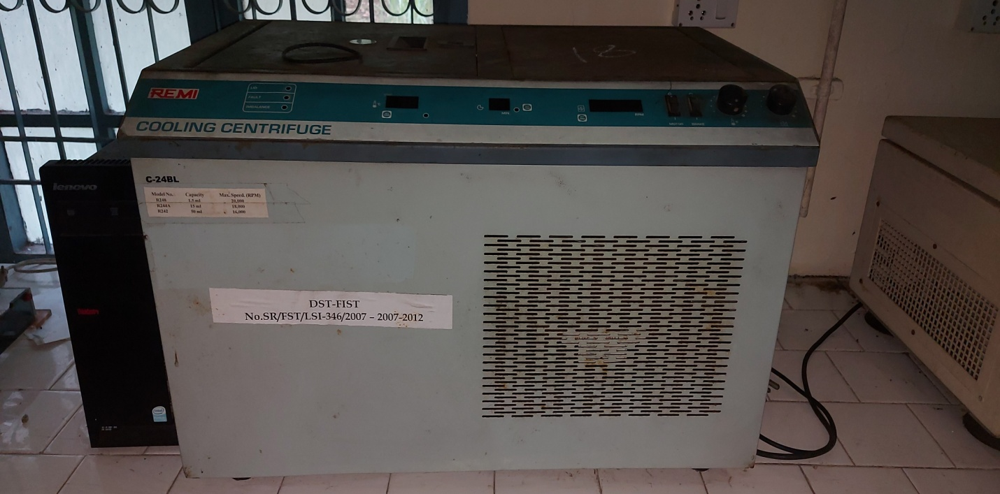 REMI
LID
FAULT
IMBALANCE
COOLING CENTRIFUGE
lenovo
C-24BL
Model No. Capacity Max. Speed. (RPM)
R248 1.5 ml 20,000
R244A 15 ml 18,000
R242 50 ml 16,000
DST-FIST
No.SR/FST/LSI-346/2007 – 2007-2012